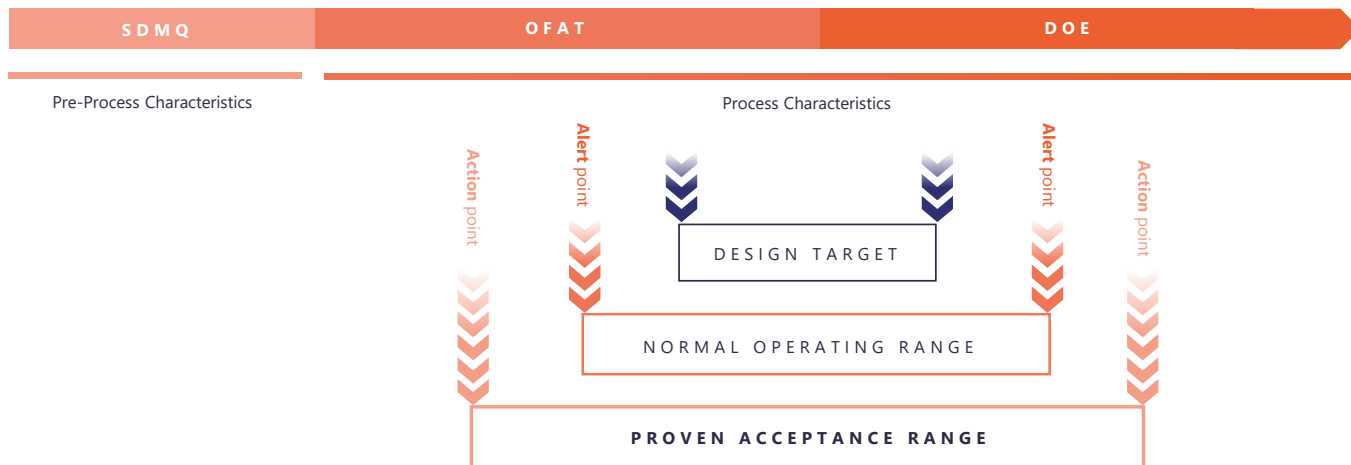 SDMQ
OFAT
DOE
Pre-Process Characteristics
Process Characteristics
Action point
Alert point
Alert point
Action point
DESIGN TARGET
NORMAL OPERATING RANGE
PROVEN ACCEPTANCE RANGE